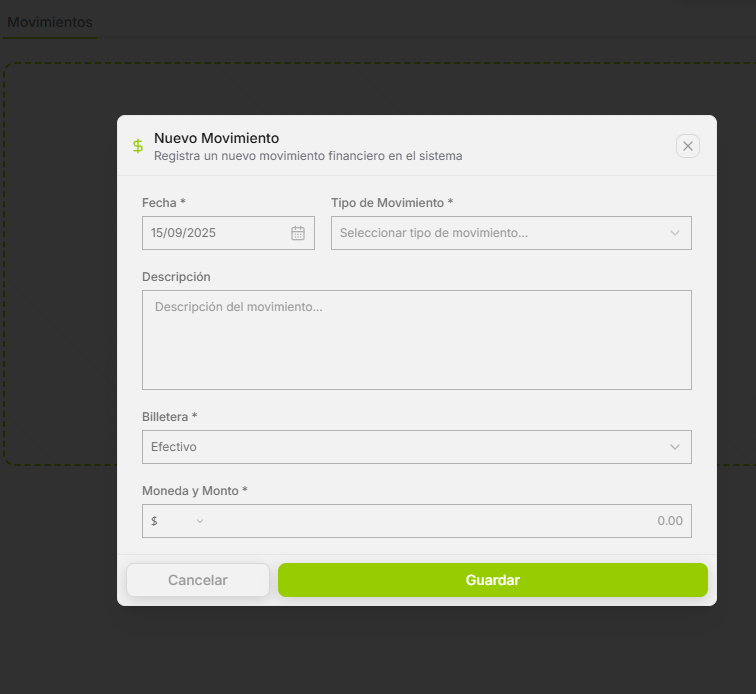 Movimientos
Nuevo Movimiento
Registra un nuevo movimiento financiero en el sistema
Fecha * Tipo de Movimiento *
15/09/2025 Seleccionar tipo de movimiento...
Descripción
Descripción del movimiento...
Billetera *
Efectivo
Moneda y Monto *
$ 0.00
Cancelar Guardar